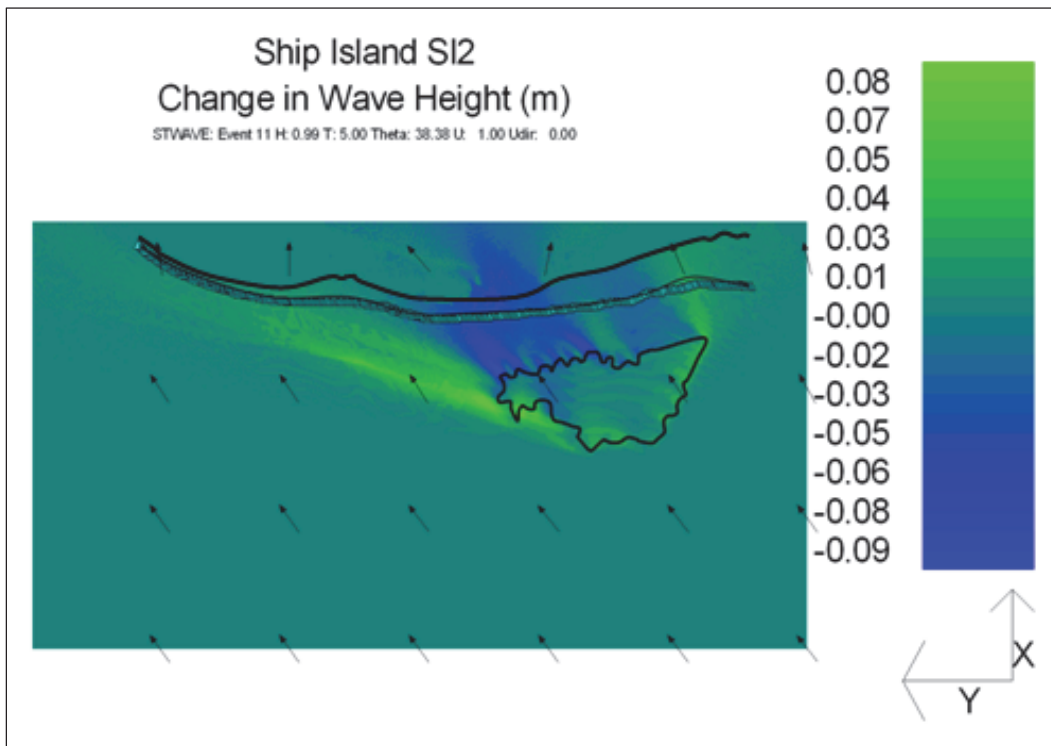 Ship Island SI2
Change in Wave Height (m)
STWAVE: Event 11 H: 0.99 T: 5.00 Theta: 38.38 U: 1.00 Udir: 0.00
0.08
0.07
0.05
0.04
0.03
0.01
-0.00
-0.02
-0.03
-0.05
-0.06
-0.08
-0.09
X
Y